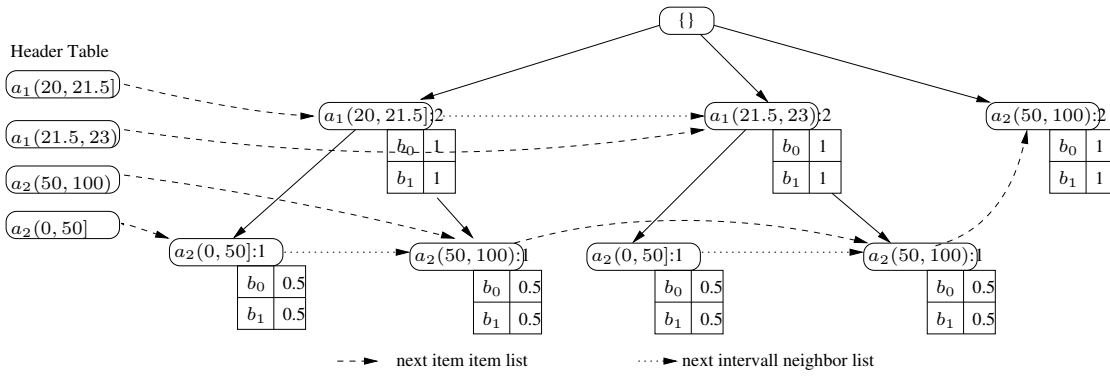 {}
Header Table
a₁(20, 21.5]
a₁(20, 21.5]:2
a₁(21.5, 23):2
a₂(50, 100):2
a₁(21.5, 23)
b₀ 1
b₁ 1
b₀ 1
b₁ 1
b₀ 1
b₁ 1
a₂(50, 100)
a₂(0, 50]
a₂(0, 50]:1
a₂(50, 100):1
a₂(0, 50]:1
a₂(50, 100):1
b₀ 0.5
b₁ 0.5
b₀ 0.5
b₁ 0.5
b₀ 0.5
b₁ 0.5
b₀ 0.5
b₁ 0.5
next item item list
next intervall neighbor list